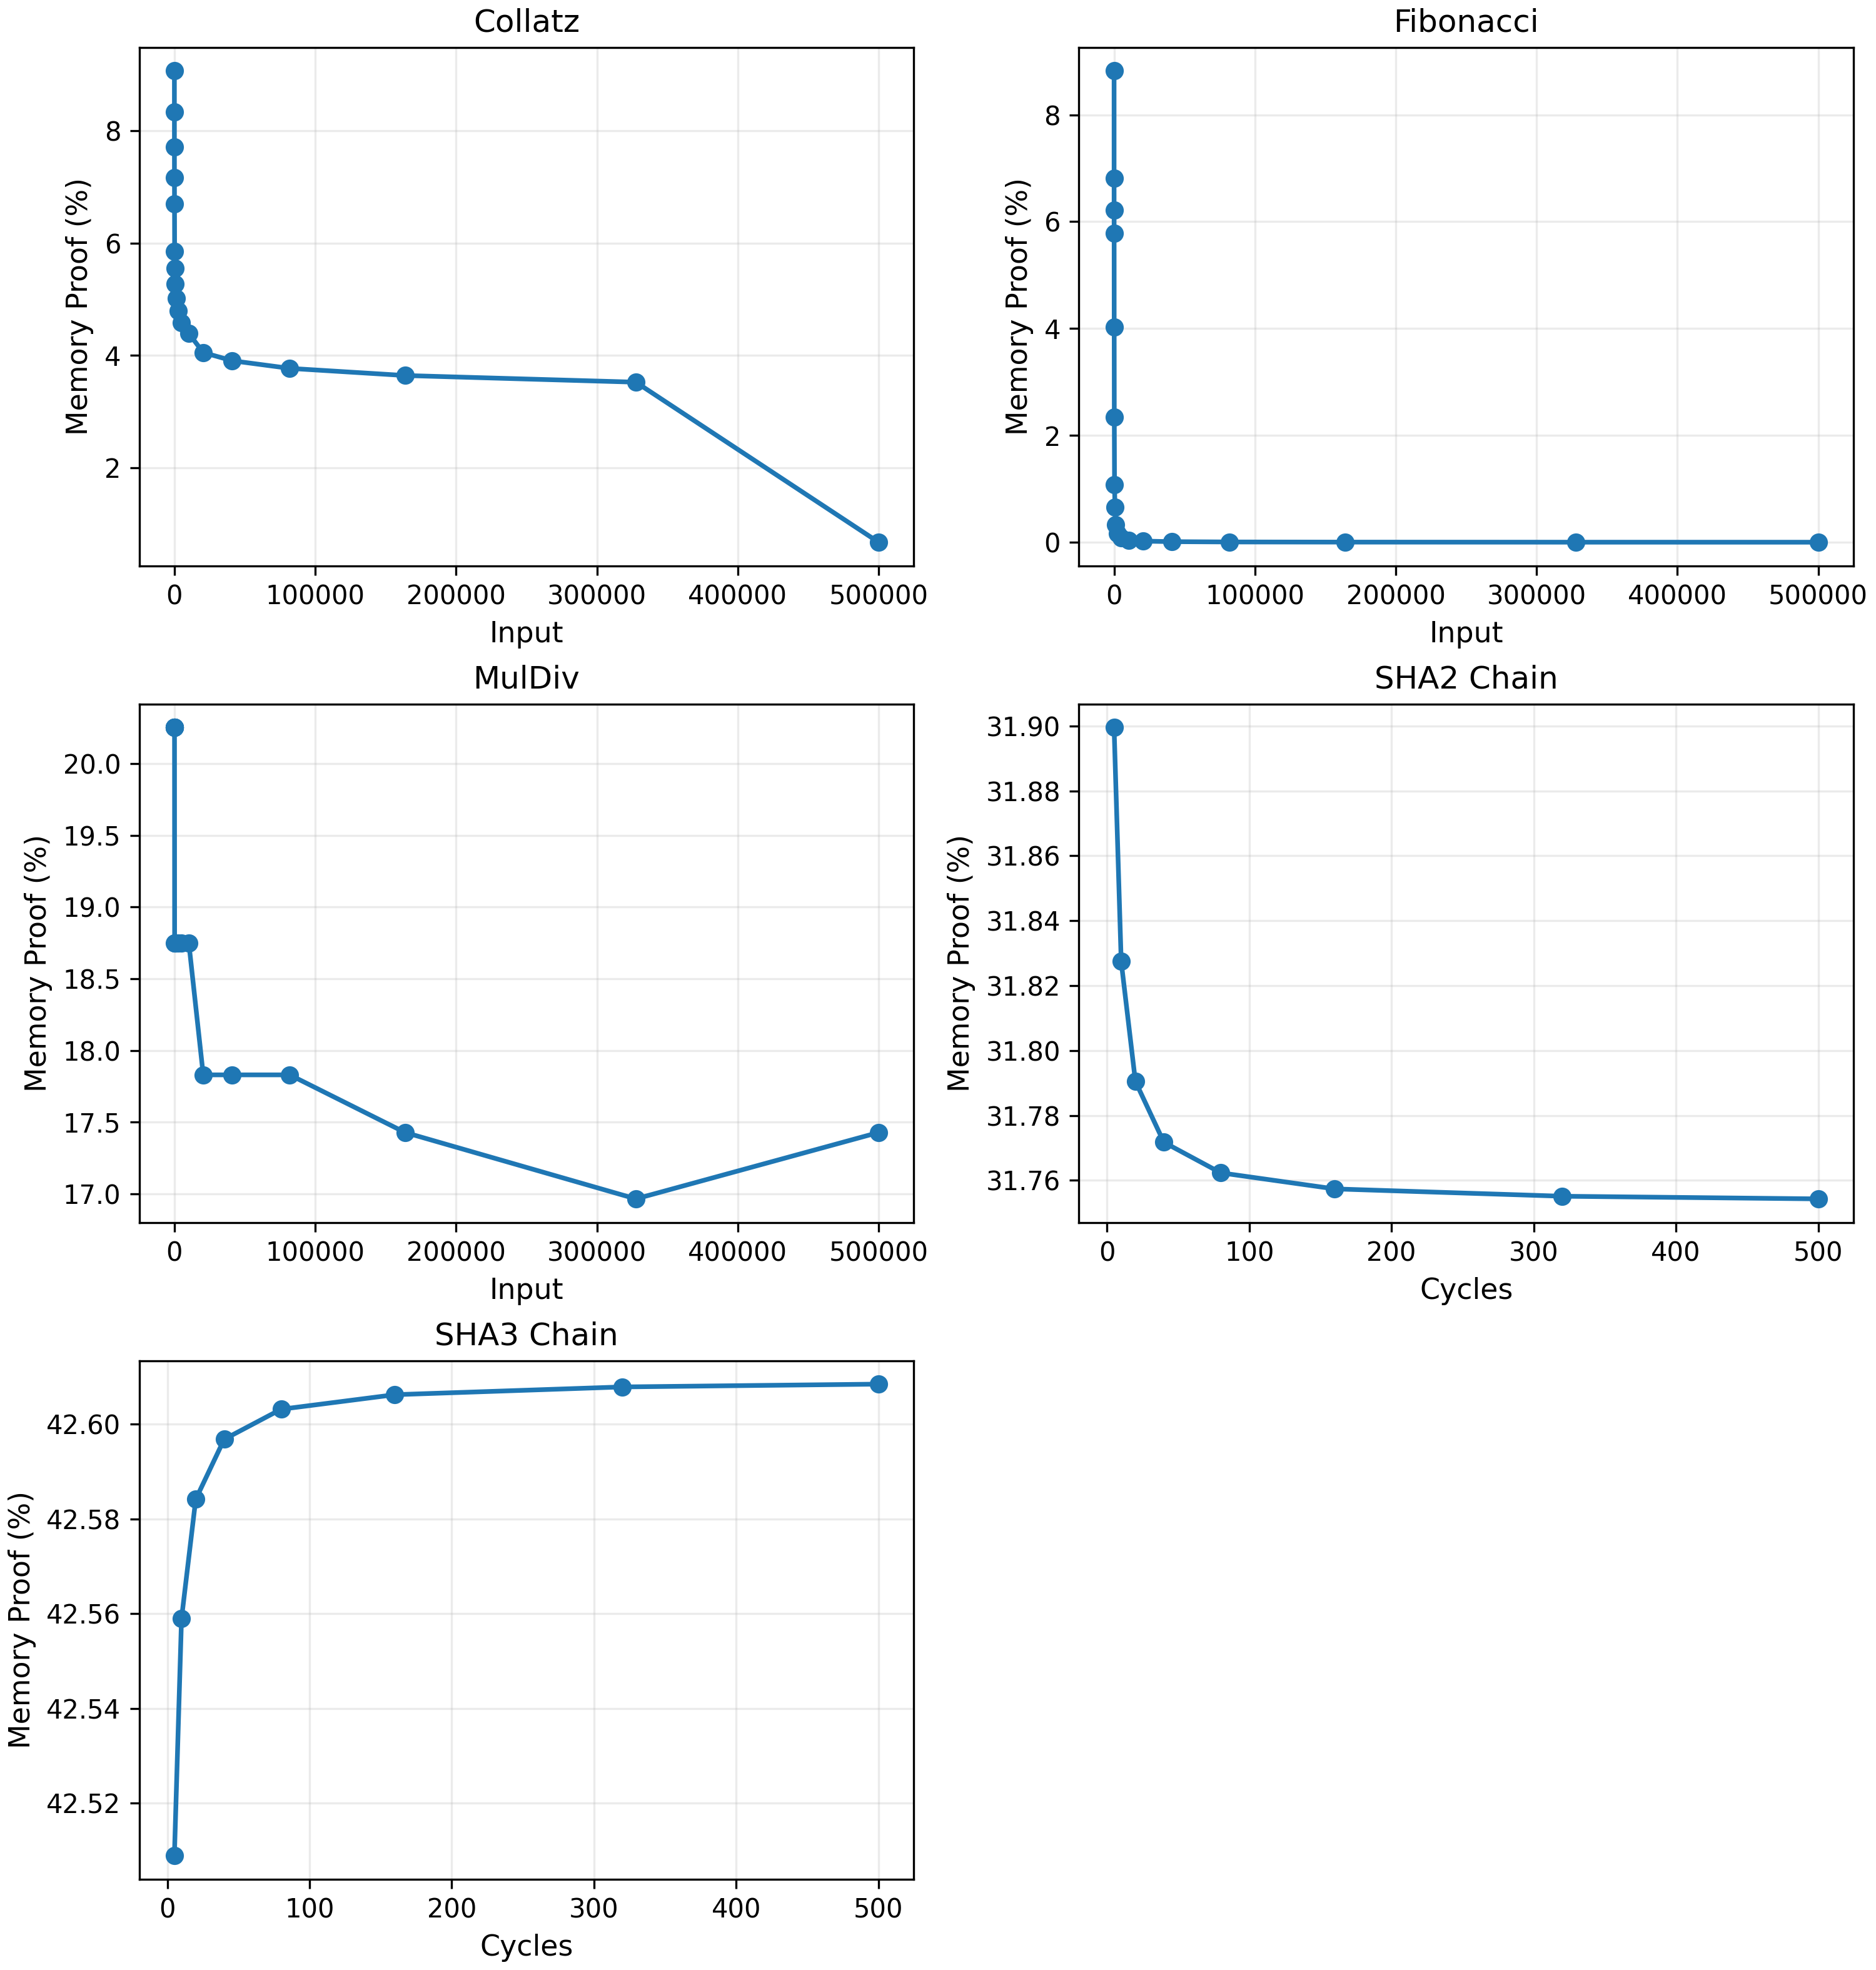 Collatz
Memory Proof (%)
8
6
4
2
0 100000 200000 300000 400000 500000
Input
Fibonacci
Memory Proof (%)
8
6
4
2
0
0 100000 200000 300000 400000 500000
Input
MulDiv
Memory Proof (%)
20.0
19.5
19.0
18.5
18.0
17.5
17.0
0 100000 200000 300000 400000 500000
Input
SHA2 Chain
Memory Proof (%)
31.90
31.88
31.86
31.84
31.82
31.80
31.78
31.76
0 100 200 300 400 500
Cycles
SHA3 Chain
Memory Proof (%)
42.60
42.58
42.56
42.54
42.52
0 100 200 300 400 500
Cycles